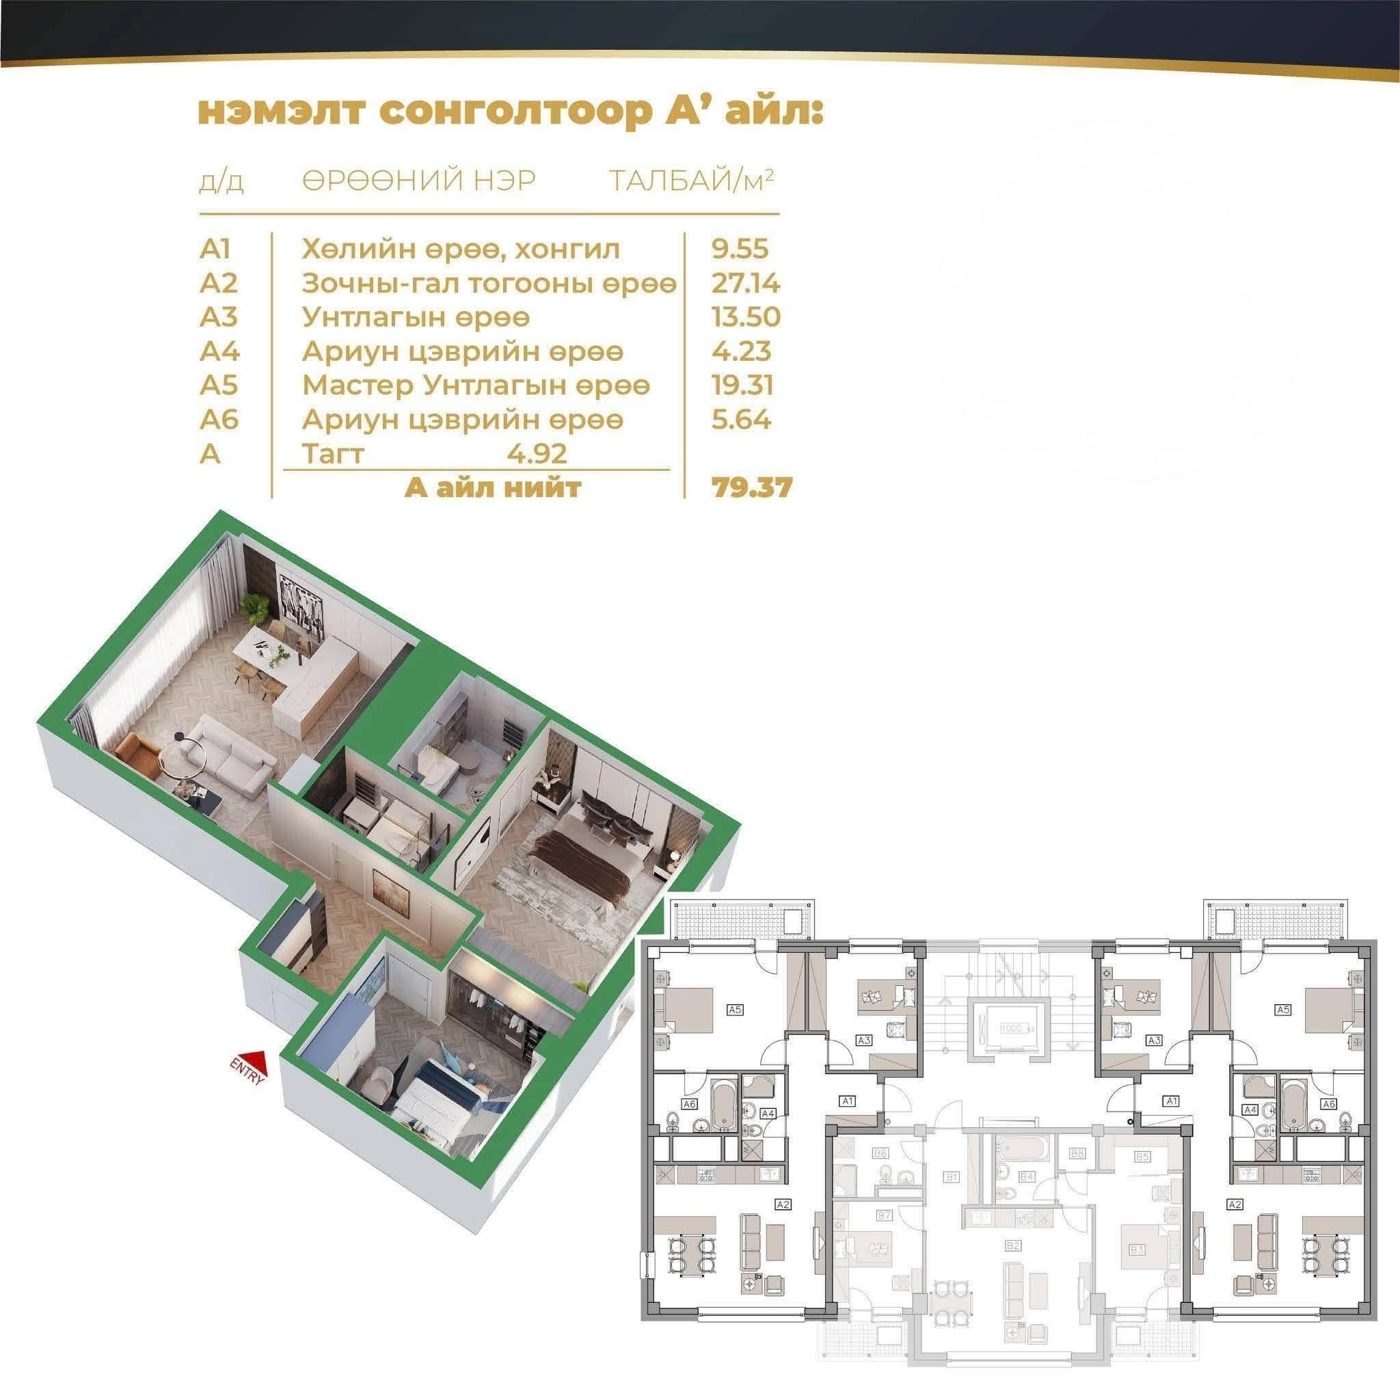 нэмэлт сонголтоор А’ айл:
д/д ӨРӨӨНИЙ НЭР ТАЛБАЙ/м²
А1 Хөлийн өрөө, хонгил 9.55
А2 Зочны-гал тогооны өрөө 27.14
А3 Унтлагын өрөө 13.50
А4 Ариун цэврийн өрөө 4.23
А5 Мастер Унтлагын өрөө 19.31
А6 Ариун цэврийн өрөө 5.64
А Тагт 4.92
А айл нийт 79.37
ENTRY
A5 A3 A3 A5
1000
A6 A4 A1 A1 A4 A6
B6 B1 B4 B8 B5
A2 B7 B2 B3 A2